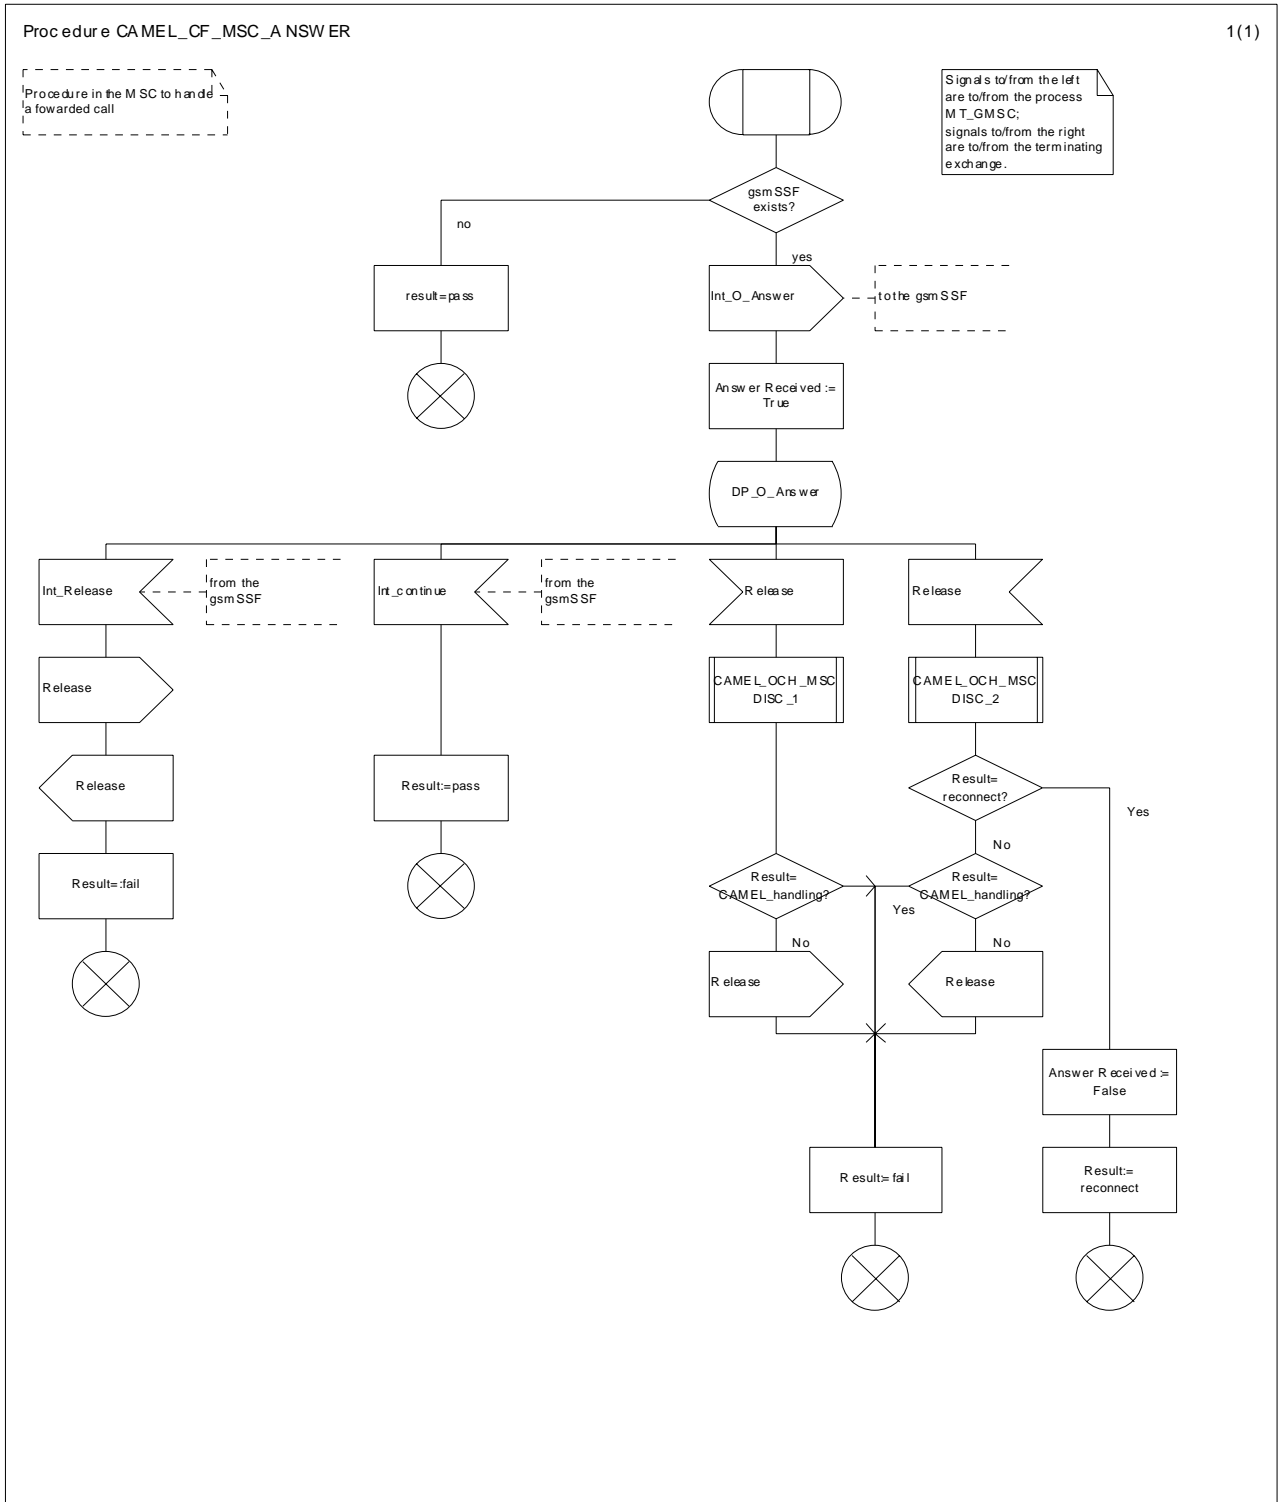 Procedure CAMEL_CF_MSC_ANSWER
1(1)
Procedure in the MSC to handle
a fowarded call
Signals to/from the left
are to/from the process
MT_GMSC;
signals to/from the right
are to/from the terminating
exchange.
gsmSSF
exists?
no
yes
result=pass
Int_O_Answer
to the gsmSSF
Answer Received :=
True
DP_O_Answer
Int_Release
from the
gsmSSF
Int_continue
from the
gsmSSF
Release
Release
Release
CAMEL_OCH_MSC
DISC_1
CAMEL_OCH_MSC
DISC_2
Release
Result:=pass
Result=
reconnect?
Yes
No
Result=:fail
Result=
CAMEL_handling?
Yes
Result=
CAMEL_handling?
No
No
Release
Release
Answer Received :=
False
Result:=fail
Result:=
reconnect